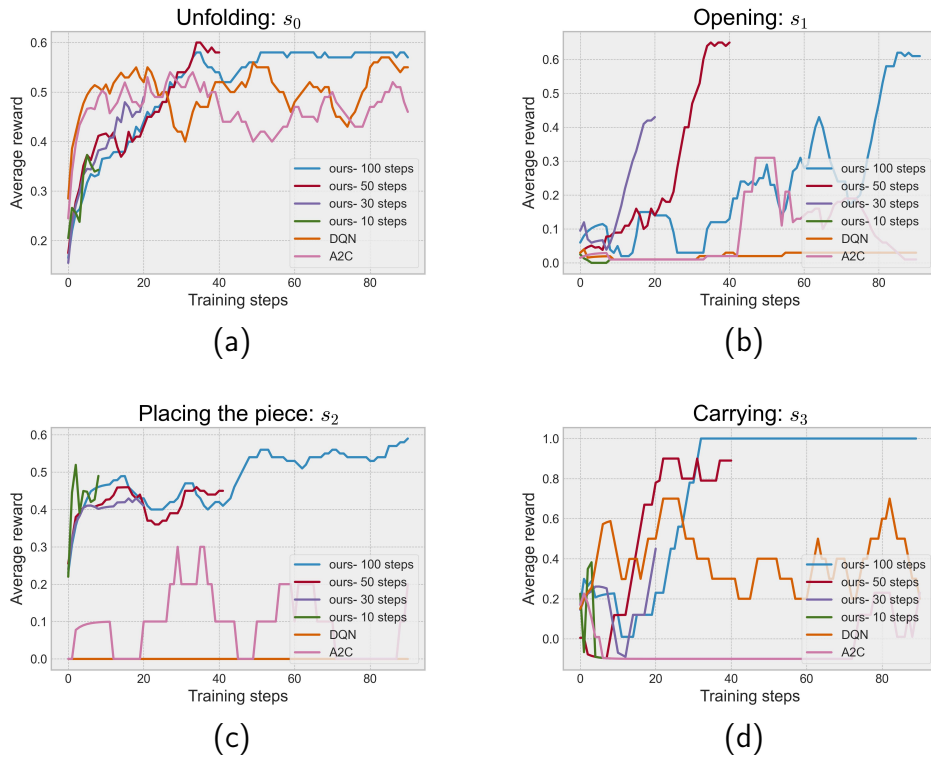 Unfolding: s0
Average reward
0.6
0.5
0.4
0.3
0.2
ours- 100 steps
ours- 50 steps
ours- 30 steps
ours- 10 steps
DQN
A2C
0 20 40 60 80
Training steps
(a)
Opening: s1
Average reward
0.6
0.5
0.4
0.3
0.2
0.1
0.0
ours- 100 steps
ours- 50 steps
ours- 30 steps
ours- 10 steps
DQN
A2C
0 20 40 60 80
Training steps
(b)
Placing the piece: s2
Average reward
0.6
0.5
0.4
0.3
0.2
0.1
0.0
ours- 100 steps
ours- 50 steps
ours- 30 steps
ours- 10 steps
DQN
A2C
0 20 40 60 80
Training steps
(c)
Carrying: s3
Average reward
1.0
0.8
0.6
0.4
0.2
0.0
ours- 100 steps
ours- 50 steps
ours- 30 steps
ours- 10 steps
DQN
A2C
0 20 40 60 80
Training steps
(d)